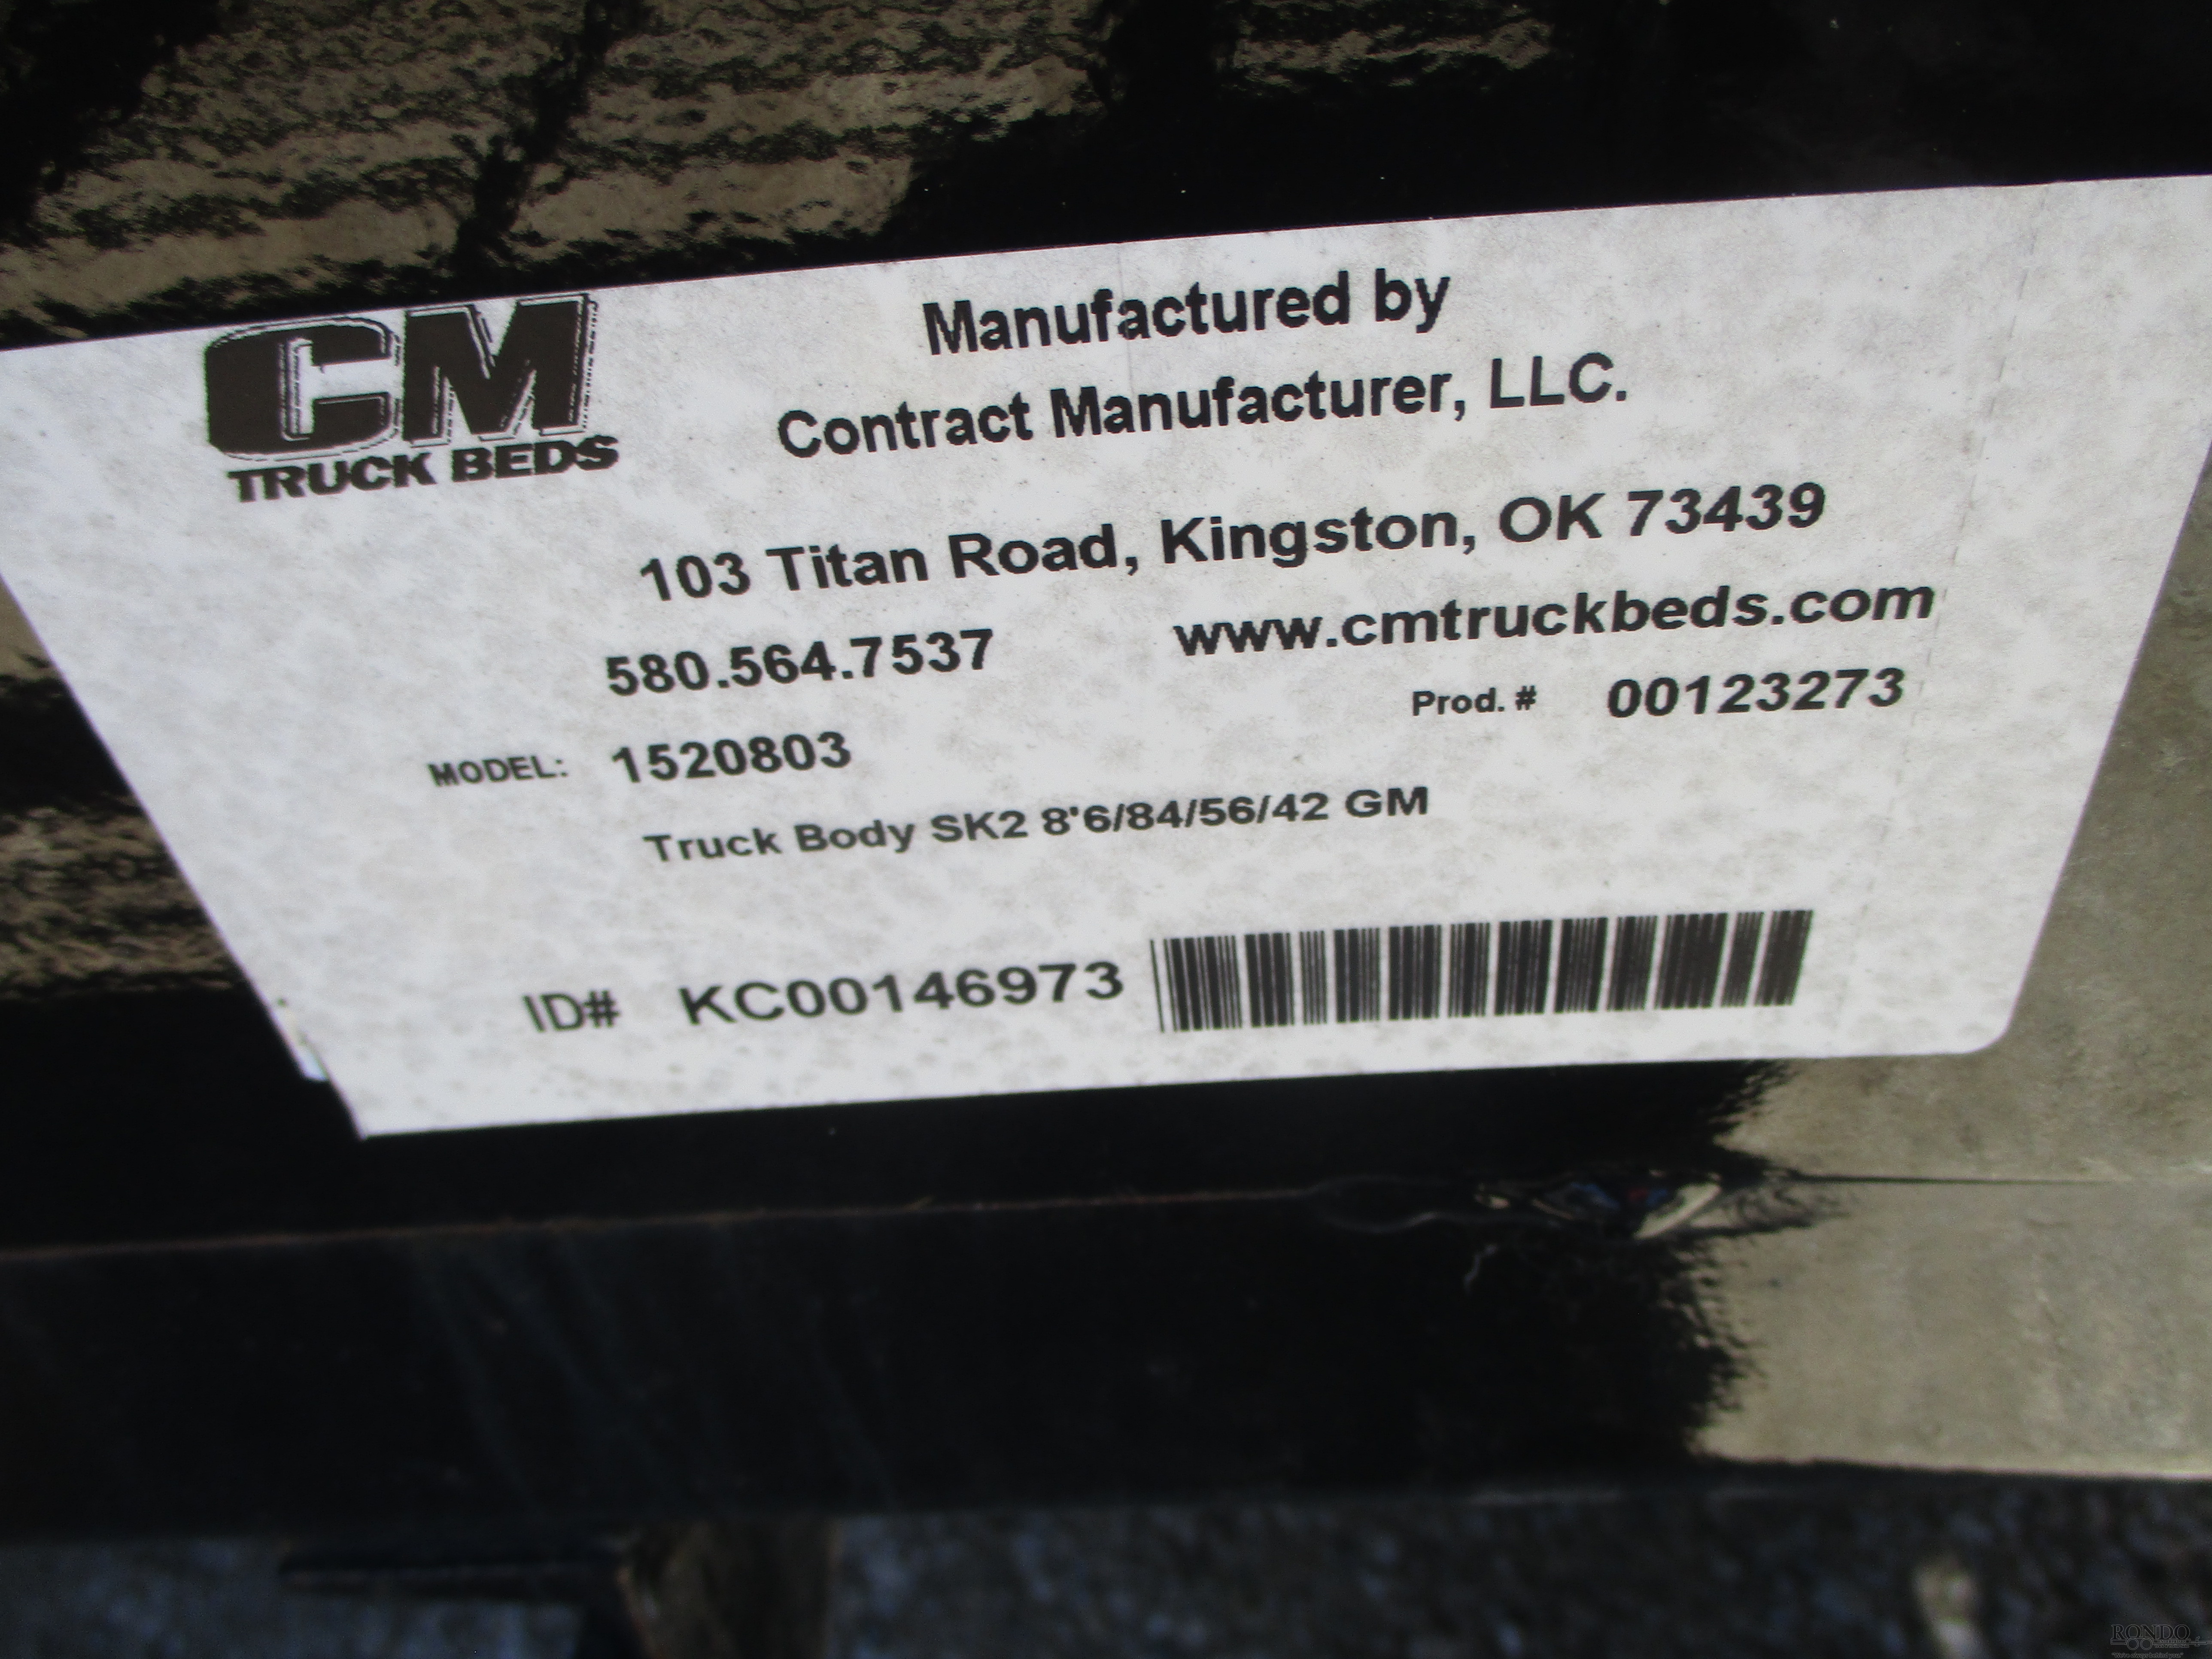 CM
TRUCK BEDS
Manufactured by
Contract Manufacturer, LLC.
103 Titan Road, Kingston, OK 73439
580.564.7537 www.cmtruckbeds.com
Prod. # 00123273
MODEL: 1520803
Truck Body SK2 8'6/84/56/42 GM
ID# KC00146973
RONDO